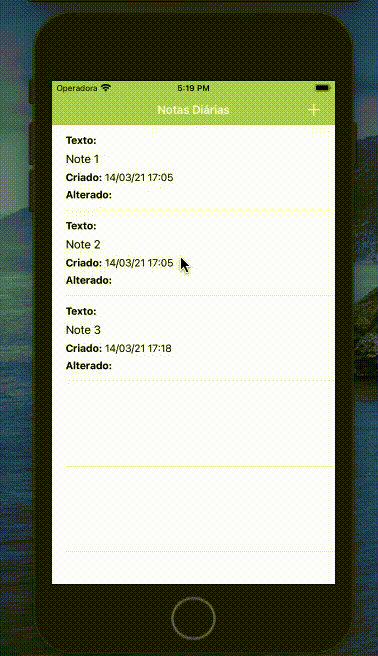 Operadora 5:19 PM
Notas Diárias +
Texto:
Note 1
Criado: 14/03/21 17:05
Alterado:
Texto:
Note 2
Criado: 14/03/21 17:05
Alterado:
Texto:
Note 3
Criado: 14/03/21 17:18
Alterado: